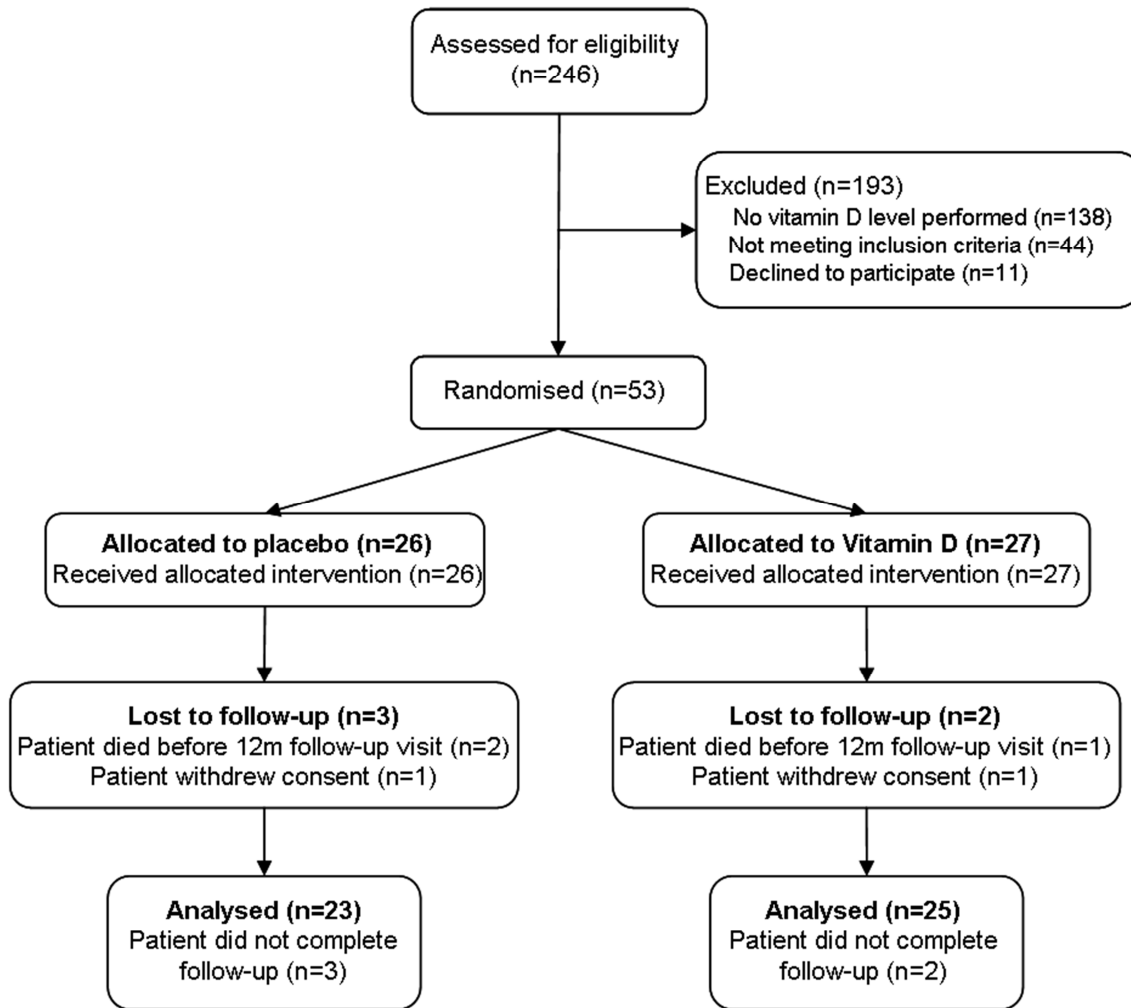 Assessed for eligibility
(n=246)
Excluded (n=193)
No vitamin D level performed (n=138)
Not meeting inclusion criteria (n=44)
Declined to participate (n=11)
Randomised (n=53)
Allocated to placebo (n=26)
Received allocated intervention (n=26)
Allocated to Vitamin D (n=27)
Received allocated intervention (n=27)
Lost to follow-up (n=3)
Patient died before 12m follow-up visit (n=2)
Patient withdrew consent (n=1)
Lost to follow-up (n=2)
Patient died before 12m follow-up visit (n=1)
Patient withdrew consent (n=1)
Analysed (n=23)
Patient did not complete
follow-up (n=3)
Analysed (n=25)
Patient did not complete
follow-up (n=2)